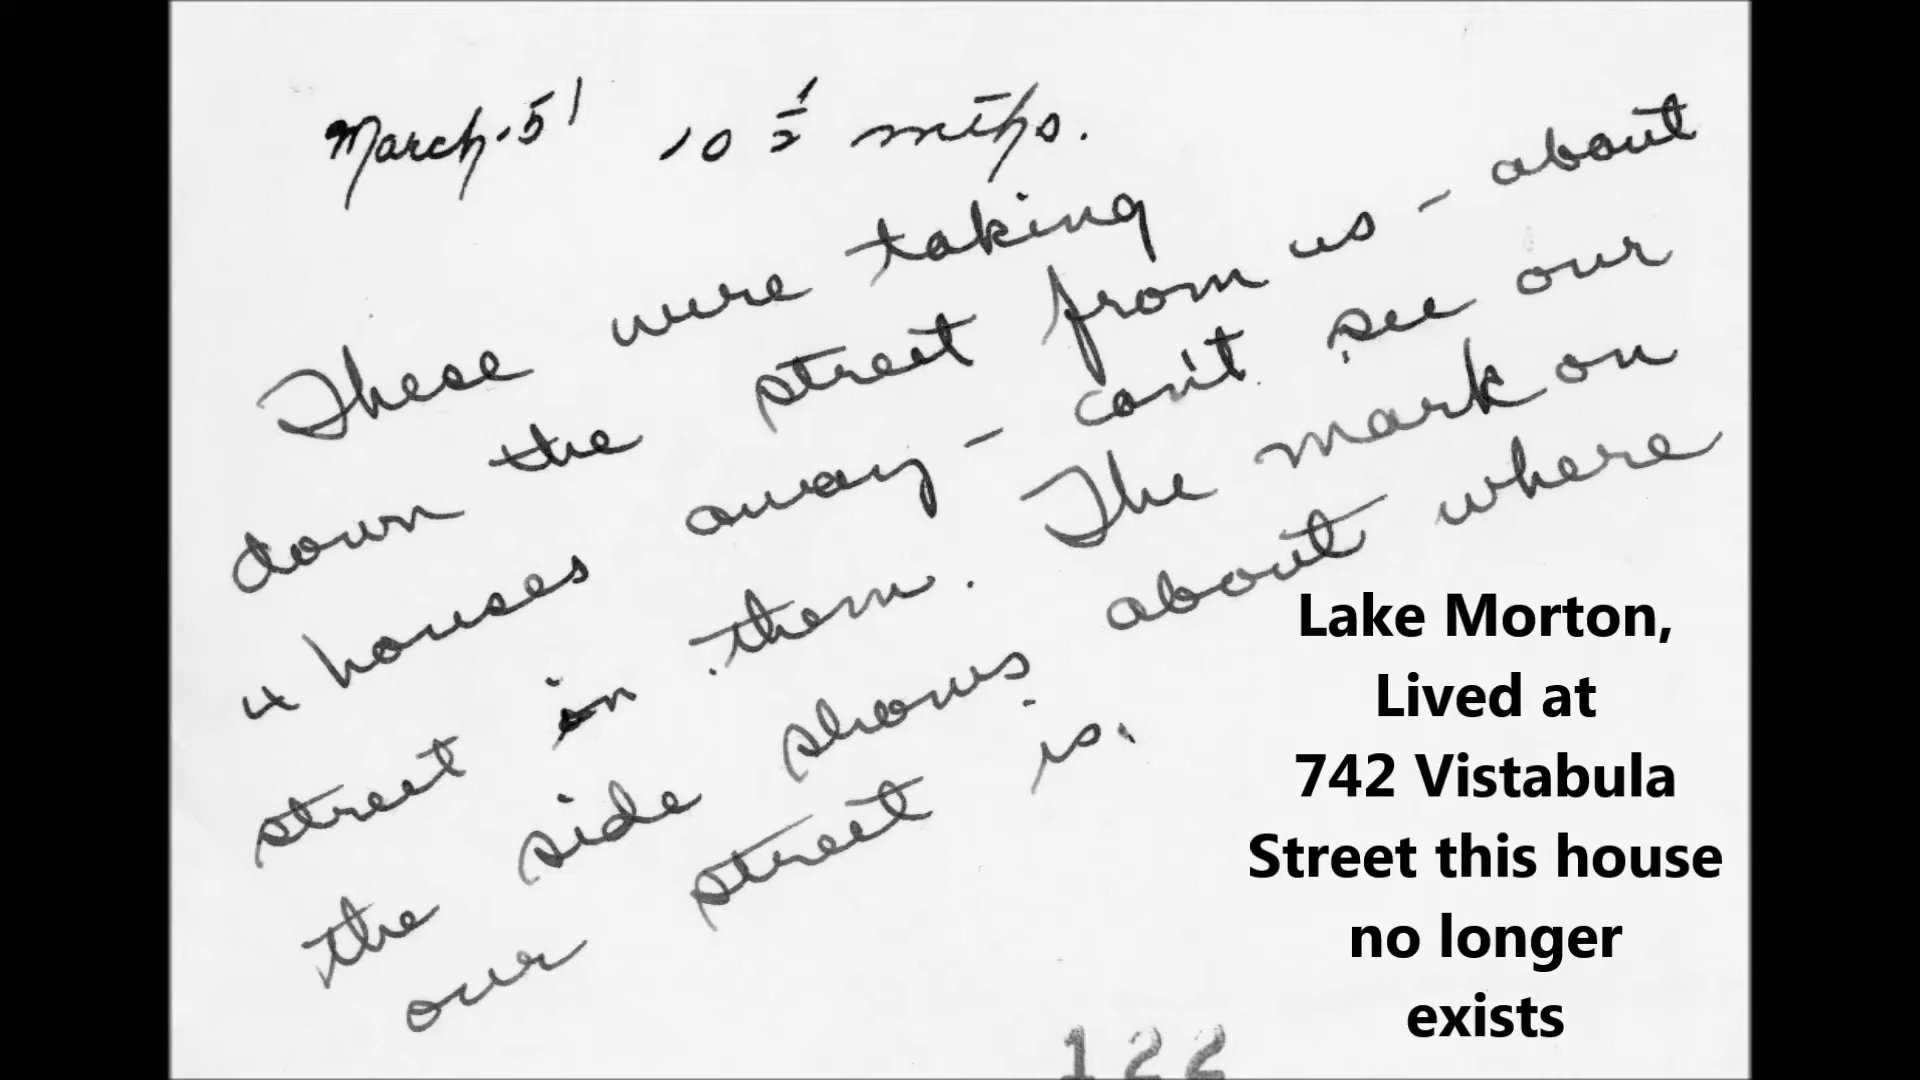 March-51 10 ½ mths.
These were taking
down the street from us - about
4 houses away - can't see our
street in them. The mark on
the side shows about where
our street is.
Lake Morton,
Lived at
742 Vistabula
Street this house
no longer
exists
122